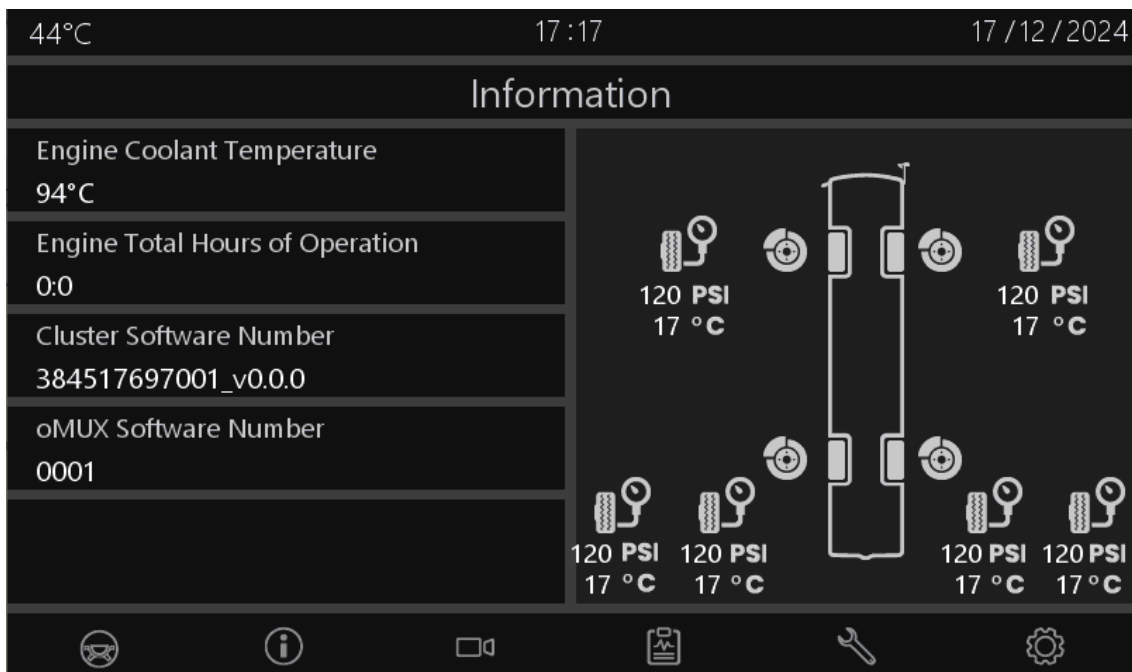 44°C 17:17 17/12/2024
Information
Engine Coolant Temperature
94°C
Engine Total Hours of Operation
0:0
Cluster Software Number
384517697001_v0.0.0
oMUX Software Number
0001
120 PSI 120 PSI
17 °C 17 °C
120 PSI 120 PSI 120 PSI 120 PSI
17 °C 17 °C 17 °C 17 °C